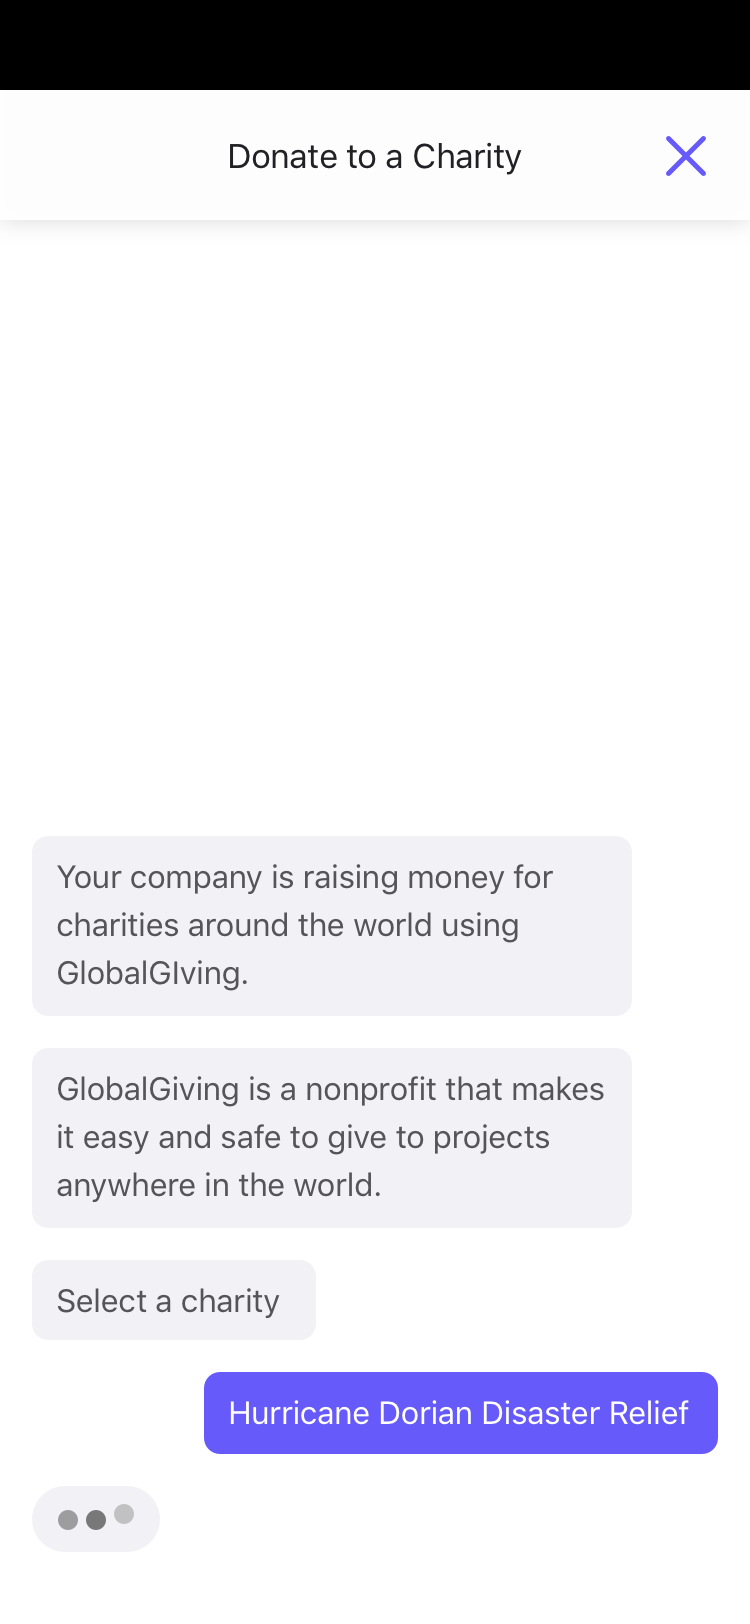 Donate to a Charity
Your company is raising money for
charities around the world using
GlobalGIving.
GlobalGiving is a nonprofit that makes
it easy and safe to give to projects
anywhere in the world.
Select a charity
Hurricane Dorian Disaster Relief